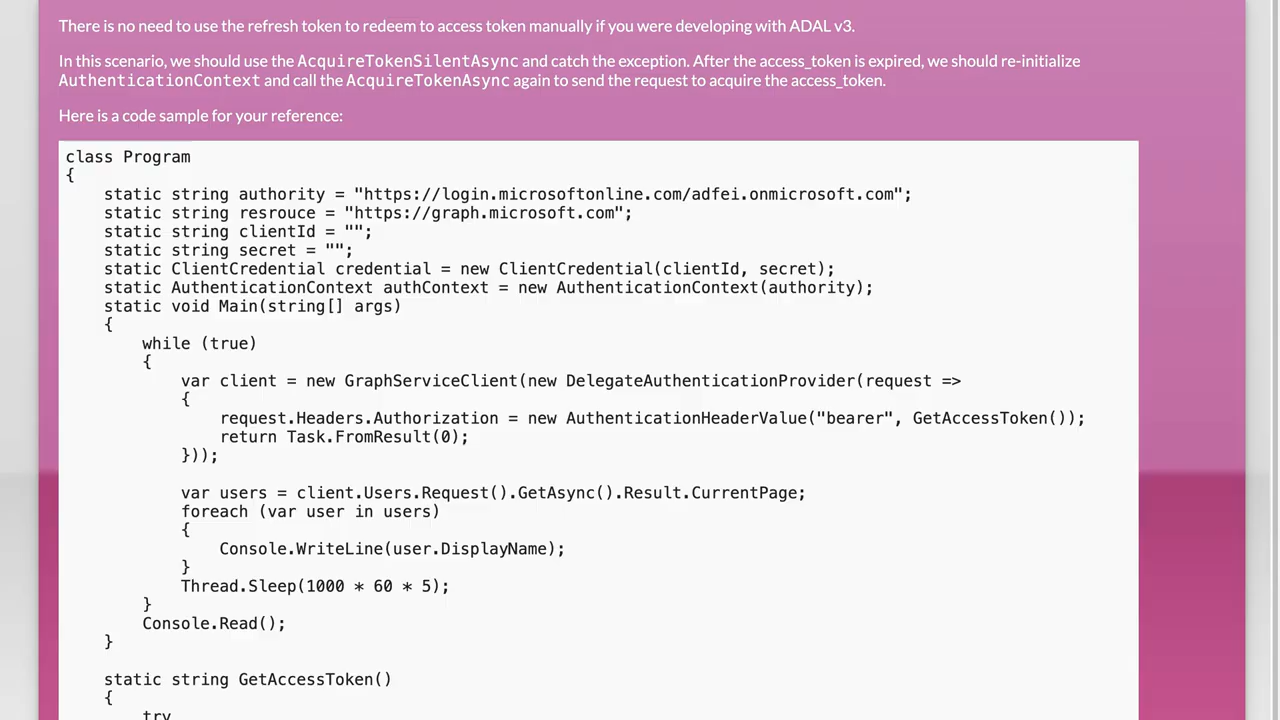 There is no need to use the refresh token to redeem to access token manually if you were developing with ADAL v3.
In this scenario, we should use the AcquireTokenSilentAsync and catch the exception. After the access_token is expired, we should re-initialize
AuthenticationContext and call the AcquireTokenAsync again to send the request to acquire the access_token.
Here is a code sample for your reference:
class Program
{
    static string authority = "https://login.microsoftonline.com/adfei.onmicrosoft.com";
    static string resrouce = "https://graph.microsoft.com";
    static string clientId = "";
    static string secret = "";
    static ClientCredential credential = new ClientCredential(clientId, secret);
    static AuthenticationContext authContext = new AuthenticationContext(authority);
    static void Main(string[] args)
    {
        while (true)
        {
            var client = new GraphServiceClient(new DelegateAuthenticationProvider(request =>
            {
                request.Headers.Authorization = new AuthenticationHeaderValue("bearer", GetAccessToken());
                return Task.FromResult(0);
            }));
            var users = client.Users.Request().GetAsync().Result.CurrentPage;
            foreach (var user in users)
            {
                Console.WriteLine(user.DisplayName);
            }
            Thread.Sleep(1000 * 60 * 5);
        }
        Console.Read();
    }
    static string GetAccessToken()
    {
        try